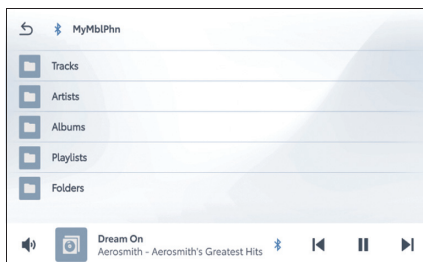 MyMblPhn
Tracks
Artists
Albums
Playlists
Folders
Dream On
Aerosmith - Aerosmith's Greatest Hits